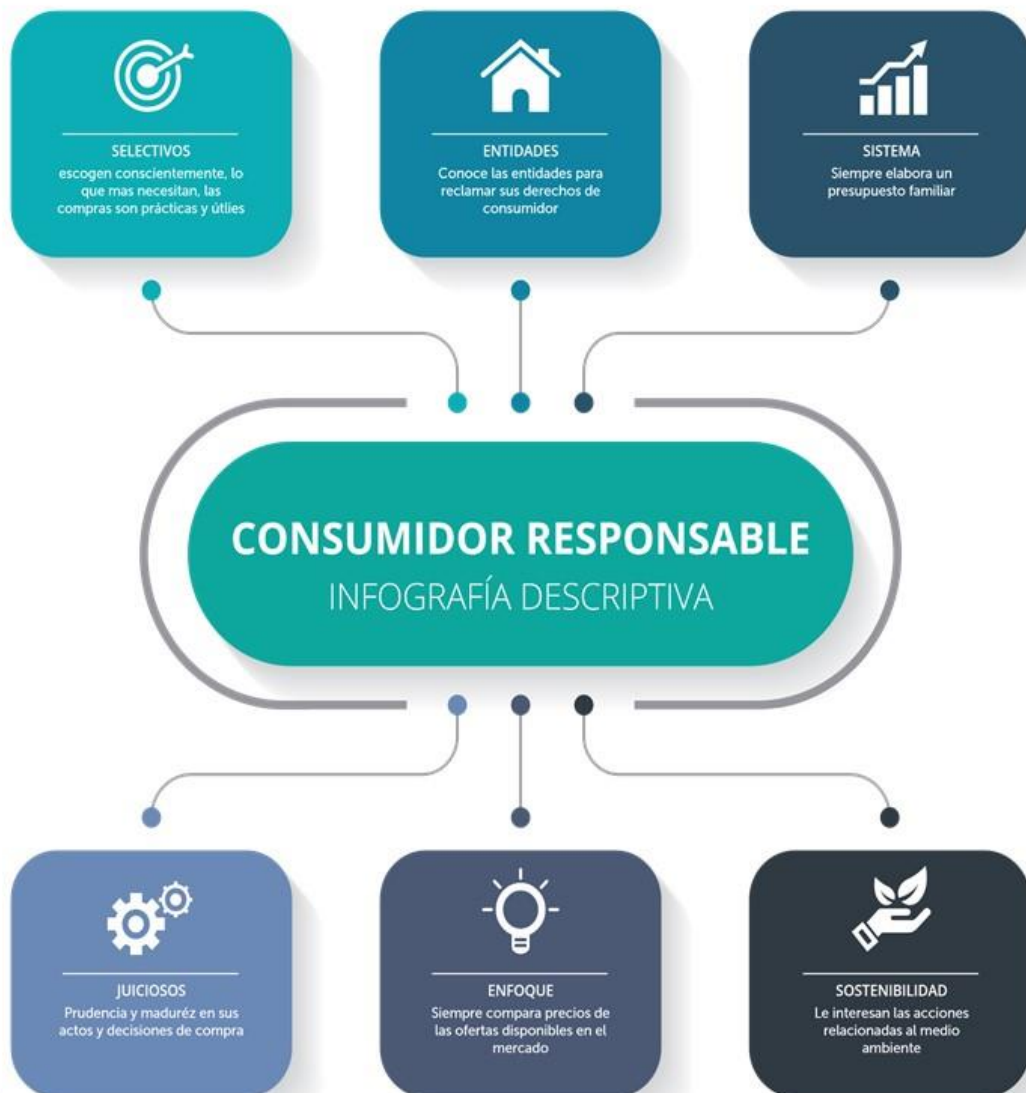 SELECTIVOS
escogen conscientemente, lo
que mas necesitan, las
compras son prácticas y útlies
ENTIDADES
Conoce las entidades para
reclamar sus derechos de
consumidor
SISTEMA
Siempre elabora un
presupuesto familiar
CONSUMIDOR RESPONSABLE
INFOGRAFÍA DESCRIPTIVA
JUICIOSOS
Prudencia y maduréz en sus
actos y decisiones de compra
ENFOQUE
Siempre compara precios de
las ofertas disponibles en el
mercado
SOSTENIBILIDAD
Le interesan las acciones
relacionadas al medio
ambiente